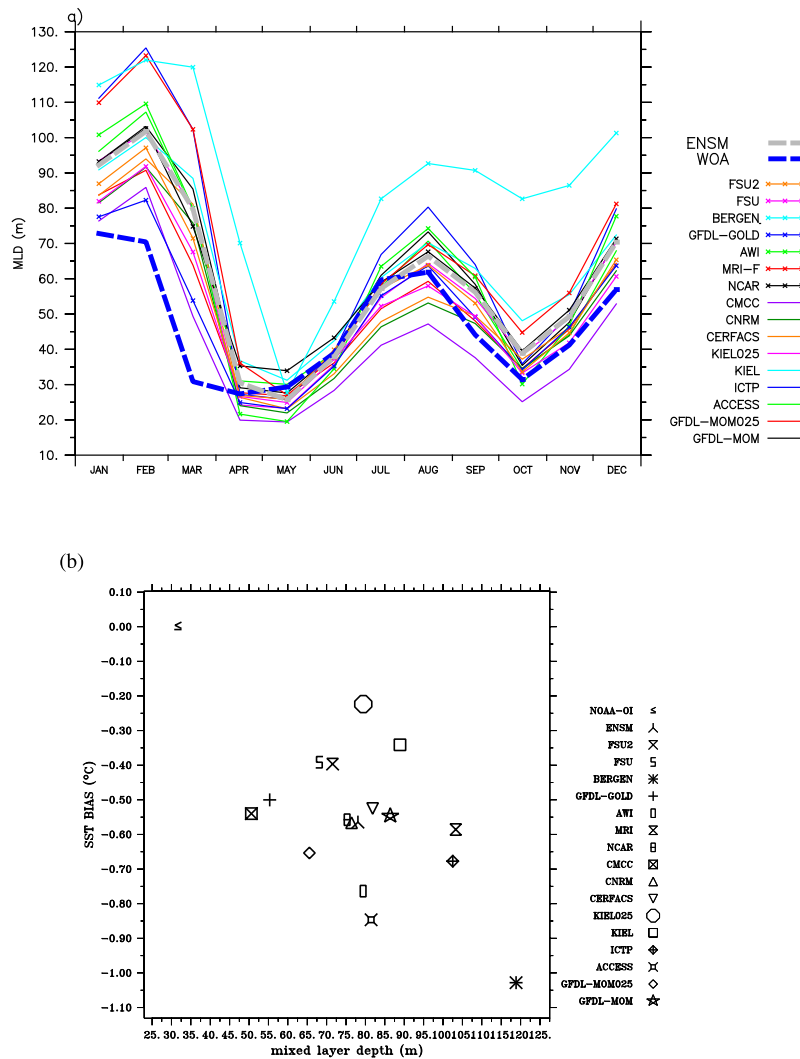 a)
130.
120.
110.
100.
90.
80.
70.
60.
50.
40.
30.
20.
10.
MLD (m)
JAN FEB MAR APR MAY JUN JUL AUG SEP OCT NOV DEC
ENSM
WOA
FSU2
FSU
BERGEN
GFDL-GOLD
AWI
MRI-F
NCAR
CMCC
CNRM
CERFACS
KIEL025
KIEL
ICTP
ACCESS
GFDL-MOM025
GFDL-MOM
(b)
0.10
0.00
-0.10
-0.20
-0.30
-0.40
-0.50
-0.60
-0.70
-0.80
-0.90
-1.00
-1.10
SST BIAS (°C)
25. 30. 35. 40. 45. 50. 55. 60. 65. 70. 75. 80. 85. 90. 95. 100.105.110.115.120.125.
mixed layer depth (m)
NOAA-OI
ENSM
FSU2
FSU
BERGEN
GFDL-GOLD
AWI
MRI
NCAR
CMCC
CNRM
CERFACS
KIEL025
KIEL
ICTP
ACCESS
GFDL-MOM025
GFDL-MOM